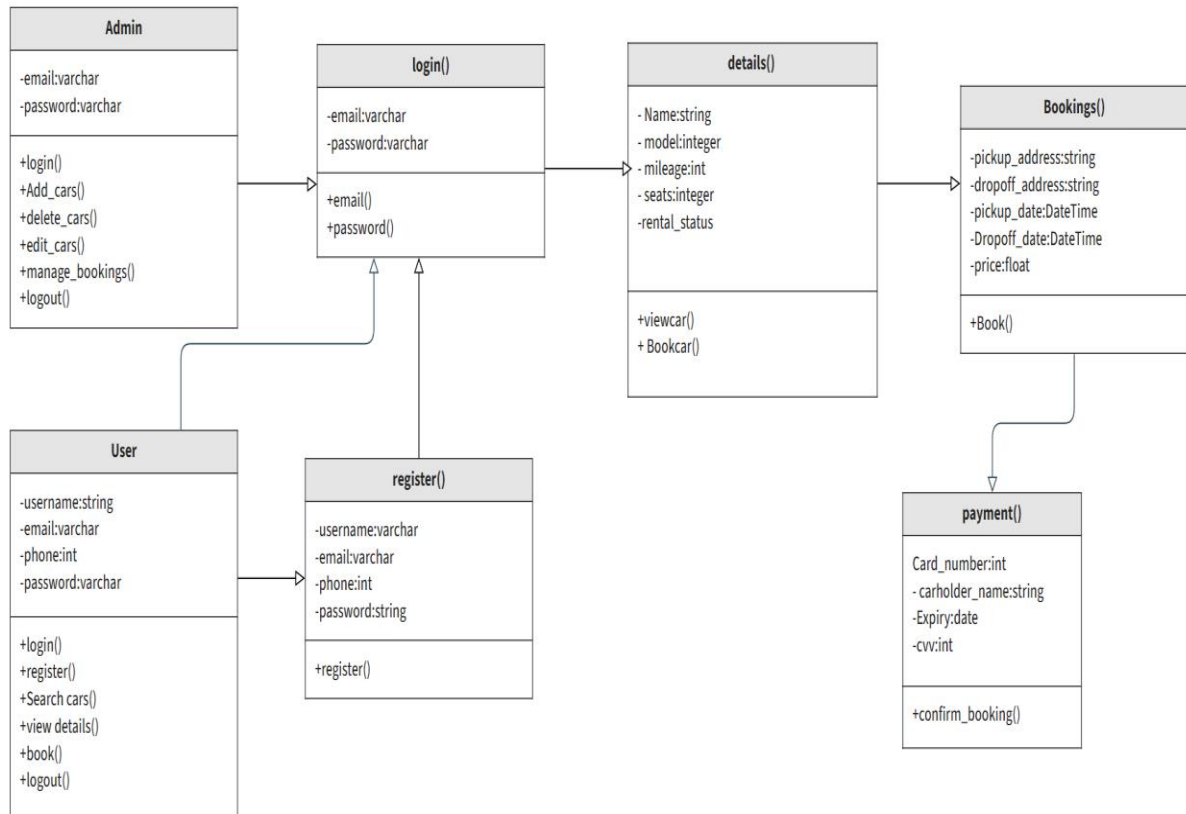 Admin
-email:varchar
-password:varchar
+login()
+Add_cars()
+delete_cars()
+edit_cars()
+manage_bookings()
+logout()
login()
-email:varchar
-password:varchar
+email()
+password()
details()
- Name:string
- model:integer
- mileage:int
- seats:integer
-rental_status
+viewcar()
+ Bookcar()
Bookings()
-pickup_address:string
-dropoff_address:string
-pickup_date:DateTime
-Dropoff_date:DateTime
-price:float
+Book()
User
-username:string
-email:varchar
-phone:int
-password:varchar
+login()
+register()
+Search cars()
+view details()
+book()
+logout()
register()
-username:varchar
-email:varchar
-phone:int
-password:string
+register()
payment()
Card_number:int
- carholder_name:string
-Expiry:date
-cvv:int
+confirm_booking()